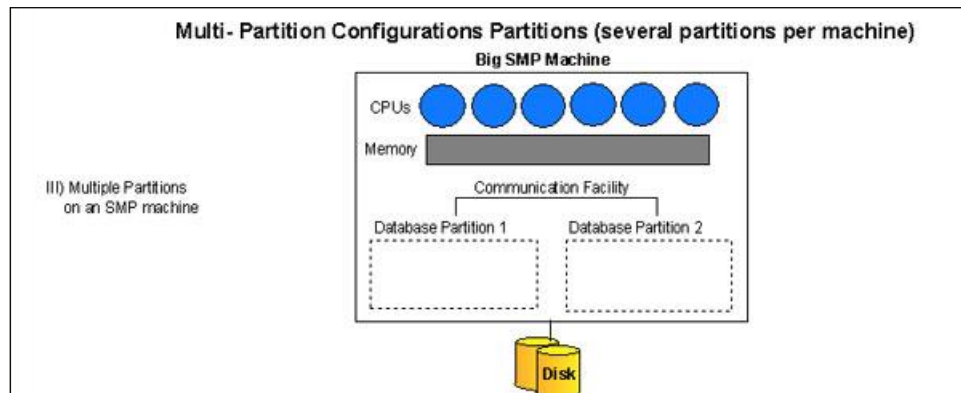 Multi- Partition Configurations Partitions (several partitions per machine)
Big SMP Machine
CPUs
Memory
III) Multiple Partitions
on an SMP machine
Communication Facility
Database Partition 1
Database Partition 2
Disk